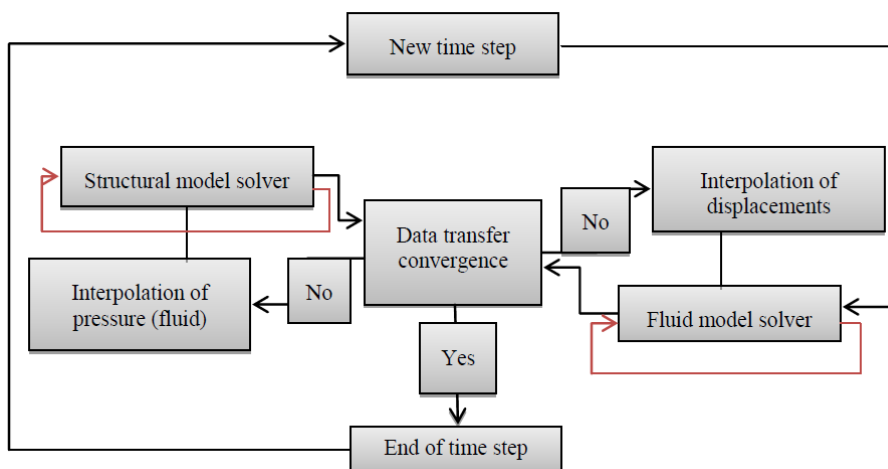 New time step
Structural model solver
Interpolation of
displacements
No
Data transfer
convergence
Interpolation of
pressure (fluid)
No
Fluid model solver
Yes
End of time step